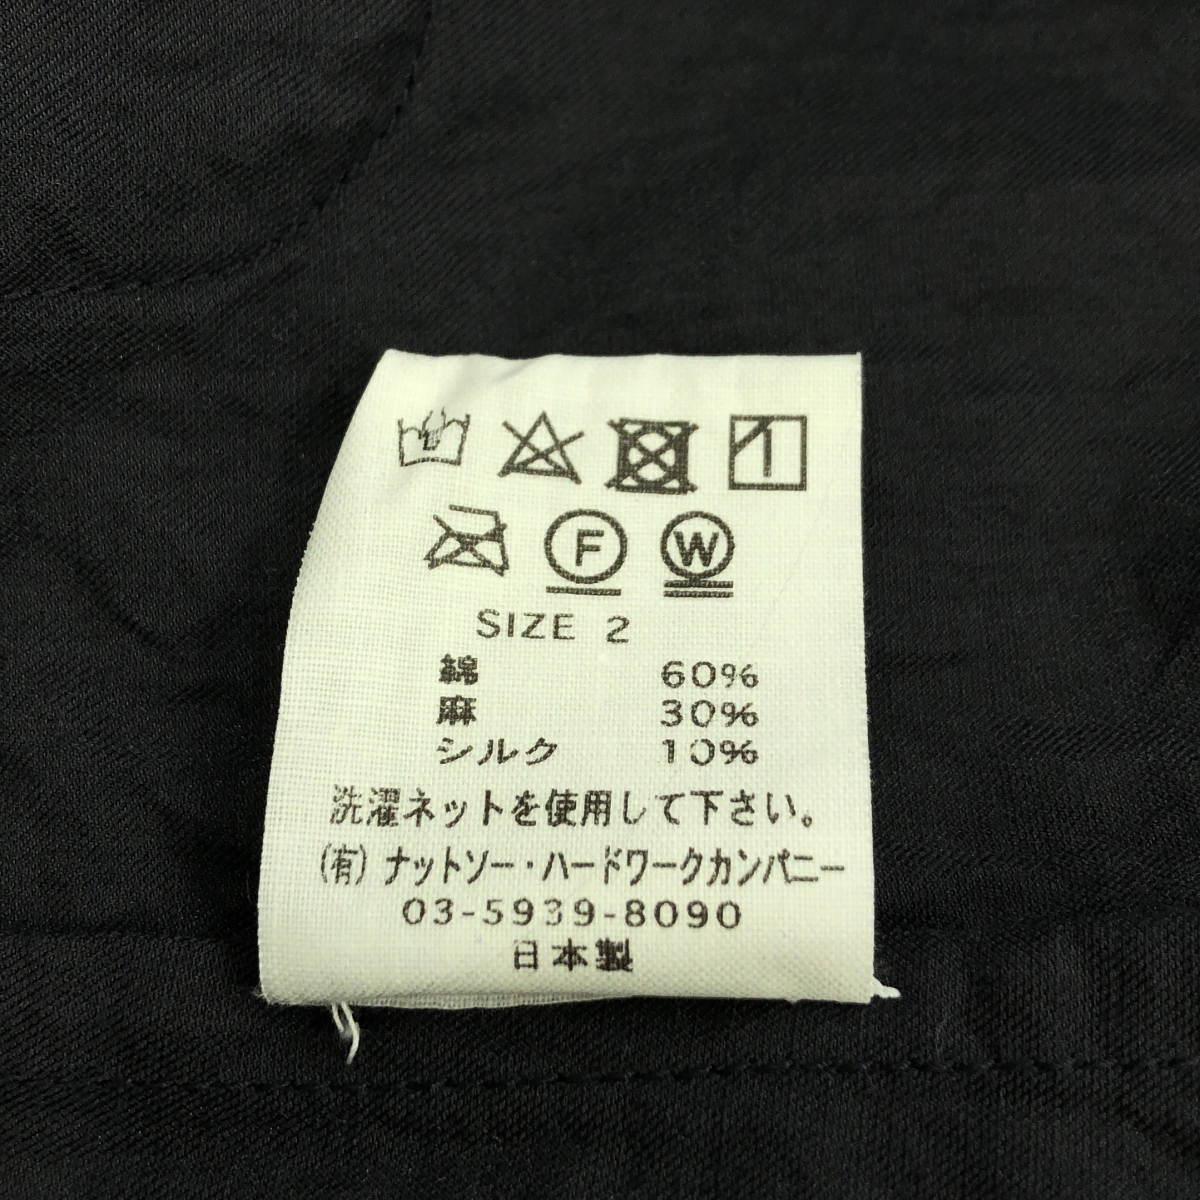 F W
SIZE 2
綿 60%
麻 30%
シルク 10%
洗濯ネットを使用して下さい。
(有) ナットソー・ハードワークカンパニー
03-5939-8090
日本製